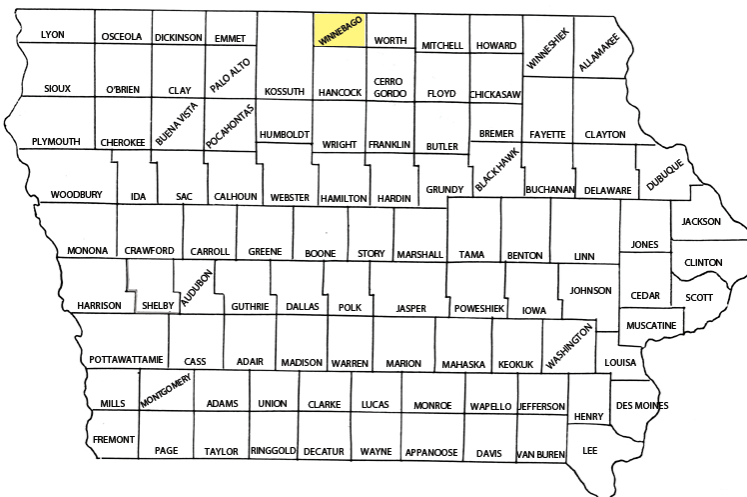 LYON
OSCEOLA
DICKINSON
EMMET
WINNEBAGO
WORTH
MITCHELL
HOWARD
WINNESHIEK
ALLAMAKEE
SIOUX
O'BRIEN
CLAY
PALO ALTO
KOSSUTH
HANCOCK
CERRO
GORDO
FLOYD
CHICKASAW
PLYMOUTH
CHEROKEE
BUENA VISTA
POCAHONTAS
HUMBOLDT
WRIGHT
FRANKLIN
BUTLER
BREMER
FAYETTE
CLAYTON
WOODBURY
IDA
SAC
CALHOUN
WEBSTER
HAMILTON
HARDIN
GRUNDY
BLACK HAWK
BUCHANAN
DELAWARE
DUBUQUE
MONONA
CRAWFORD
CARROLL
GREENE
BOONE
STORY
MARSHALL
TAMA
BENTON
LINN
JONES
JACKSON
CLINTON
HARRISON
SHELBY
AUDUBON
GUTHRIE
DALLAS
POLK
JASPER
POWESHIEK
IOWA
JOHNSON
CEDAR
SCOTT
MUSCATINE
POTTAWATTAMIE
CASS
ADAIR
MADISON
WARREN
MARION
MAHASKA
KEOKUK
WASHINGTON
LOUISA
MILLS
MONTGOMERY
ADAMS
UNION
CLARKE
LUCAS
MONROE
WAPELLO
JEFFERSON
HENRY
DES MOINES
FREMONT
PAGE
TAYLOR
RINGGOLD
DECATUR
WAYNE
APPANOOSE
DAVIS
VAN BUREN
LEE